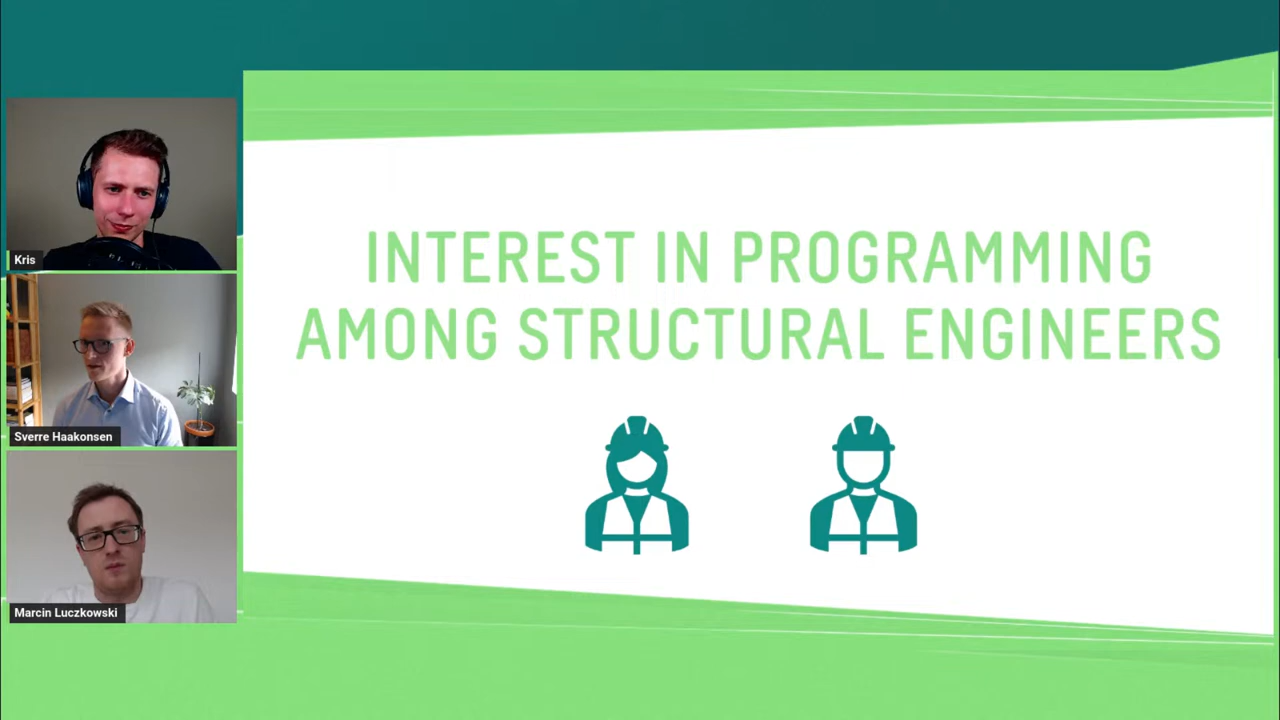 Kris
Sverre Haakonsen
Marcin Luczkowski
INTEREST IN PROGRAMMING
AMONG STRUCTURAL ENGINEERS